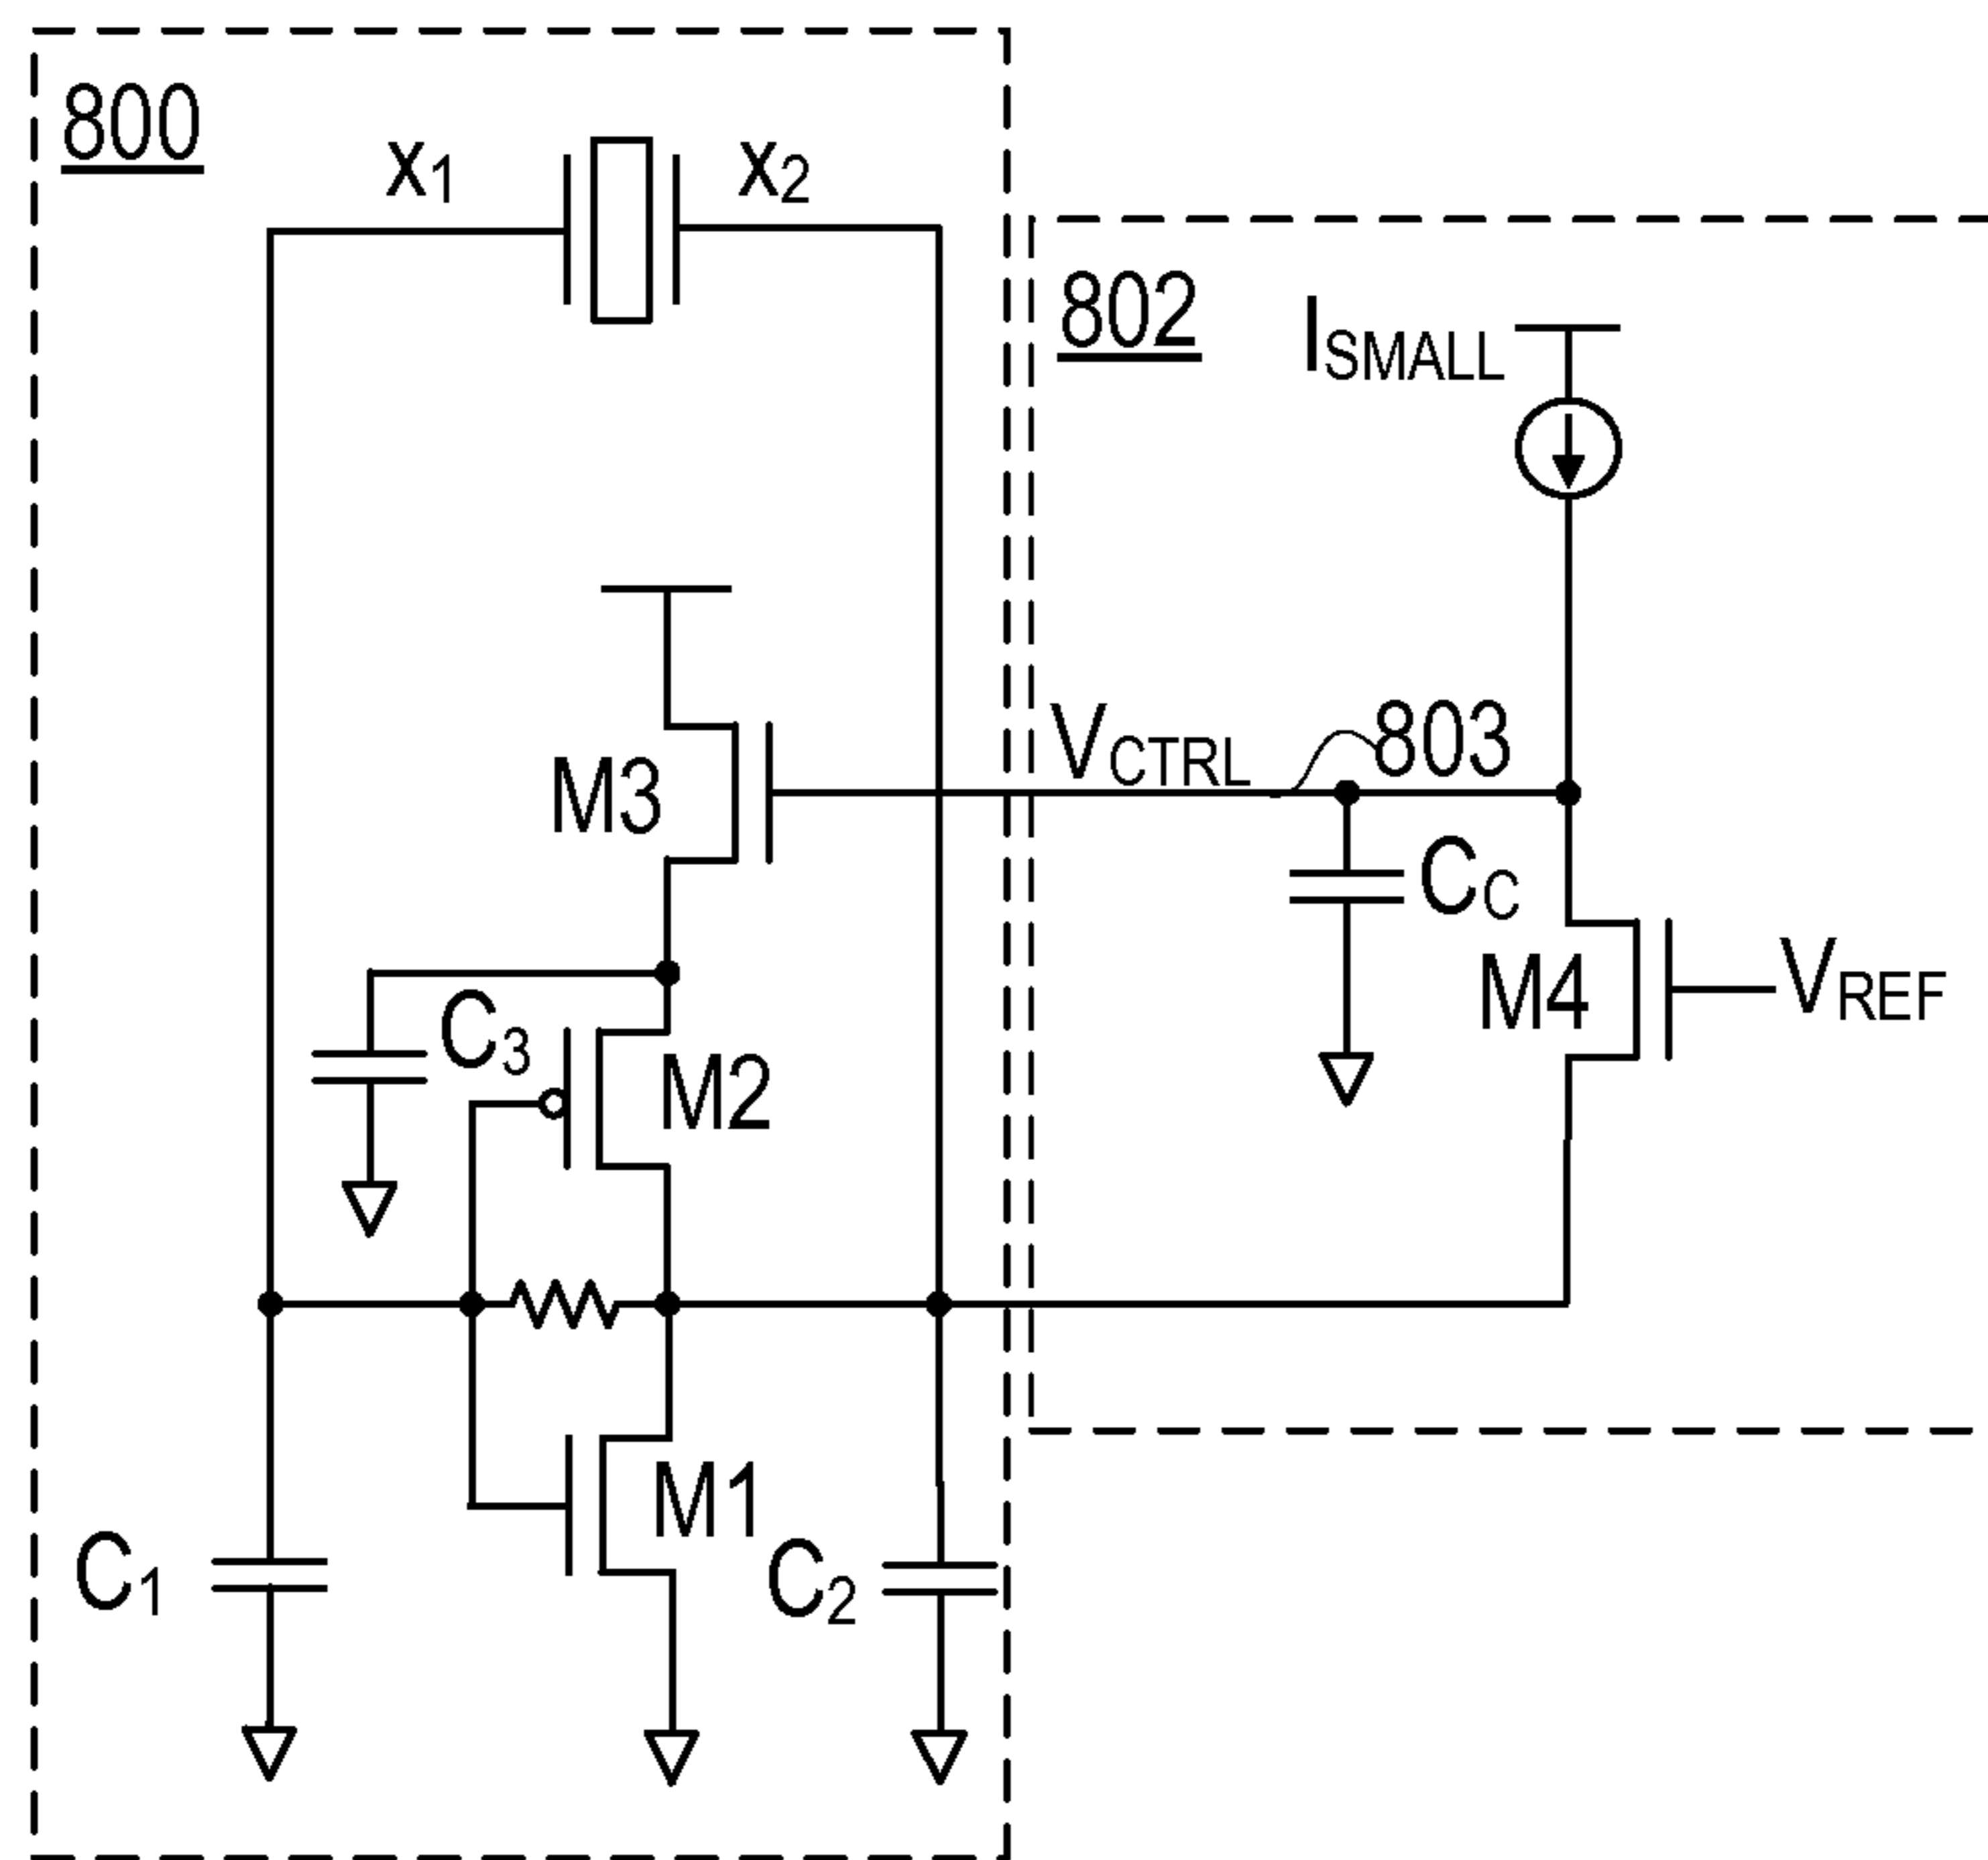 800
x1
x2
802
ISMALL
VCTRL
803
M3
CC
M4
VREF
C3
M2
M1
C1
C2